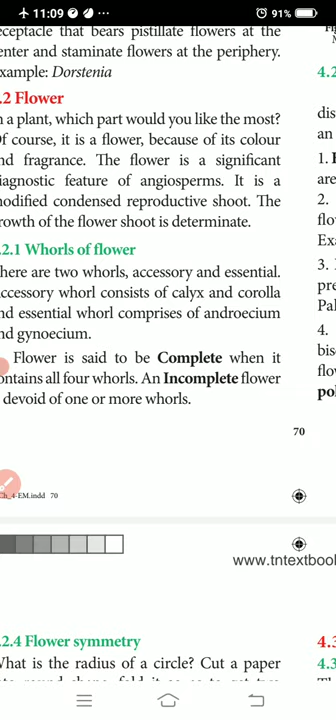 11:09
91%
eceptacle that bears pistillate flowers at the
enter and staminate flowers at the periphery.
xample: Dorstenia
.2 Flower
n a plant, which part would you like the most?
Of course, it is a flower, because of its colour
nd fragrance. The flower is a significant
iagnostic feature of angiosperms. It is a
modified condensed reproductive shoot. The
rowth of the flower shoot is determinate.
.2.1 Whorls of flower
here are two whorls, accessory and essential.
ccessory whorl consists of calyx and corolla
nd essential whorl comprises of androecium
nd gynoecium.
Flower is said to be Complete when it
ontains all four whorls. An Incomplete flower
devoid of one or more whorls.
4.2
dis
an
1.
are
2.
flov
Exa
3.
pre
Pal
4.
bise
flov
pol
70
Ch_4-EM.indd 70
www.tntextbook
.2.4 Flower symmetry
What is the radius of a circle? Cut a paper
4.3
4.3